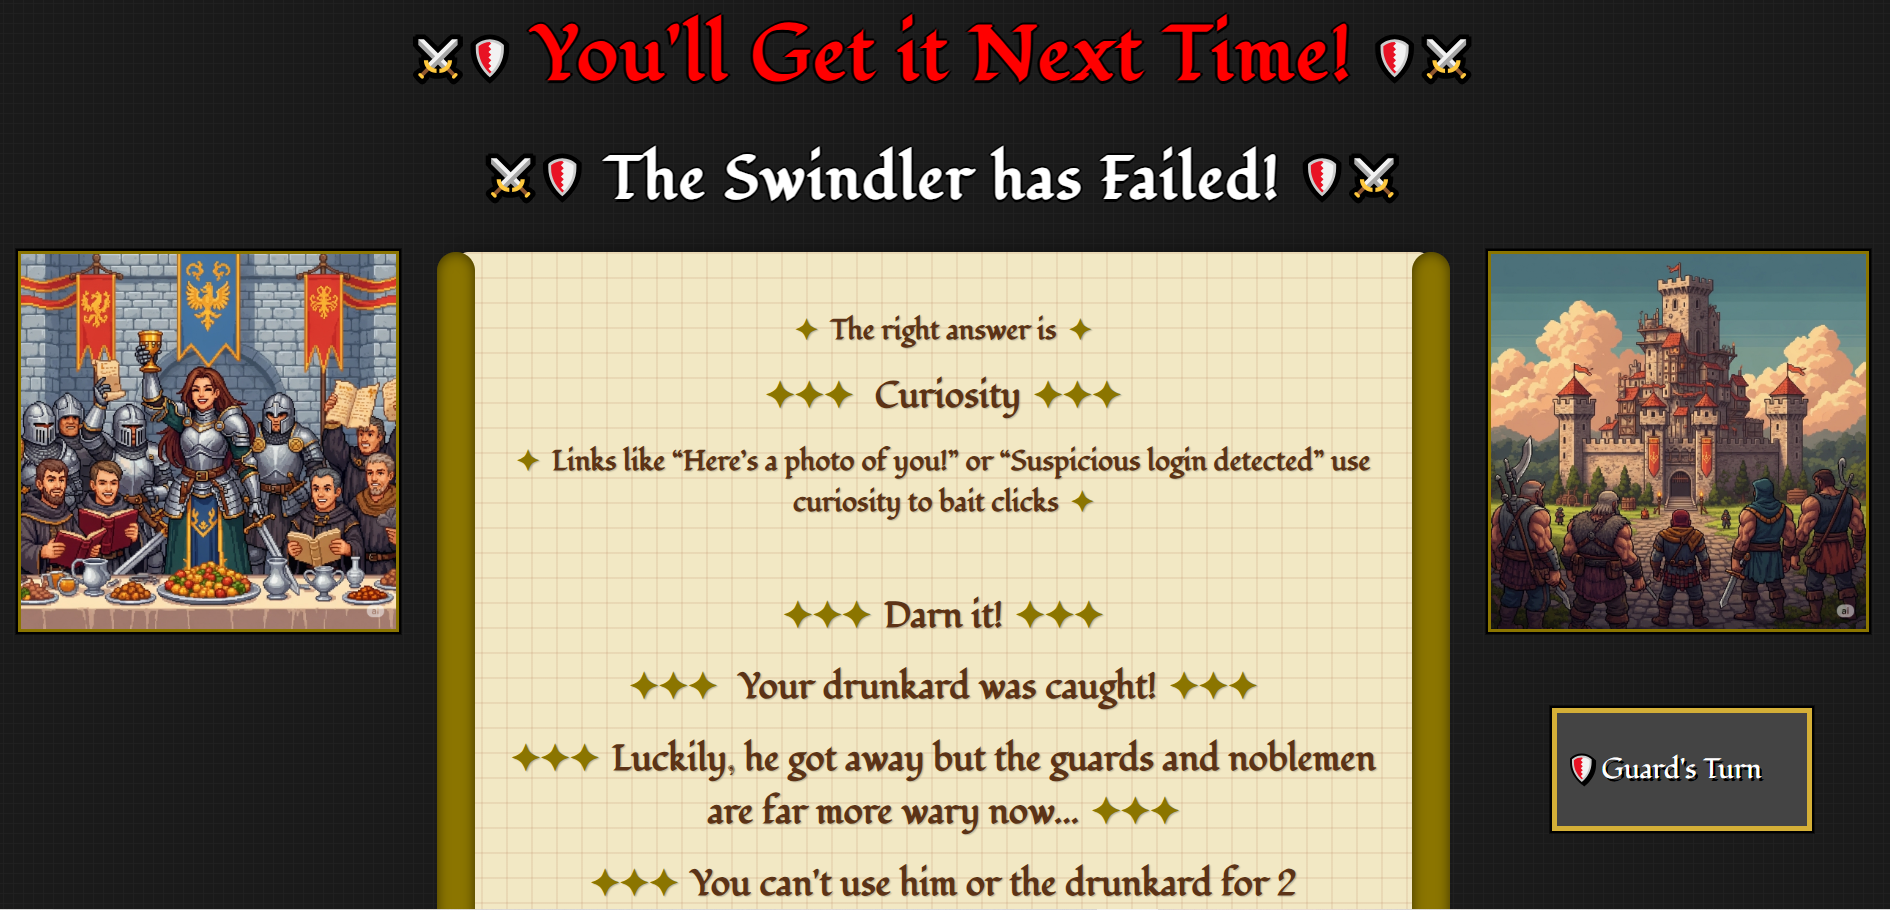 You'll Get it Next Time!
The Swindler has Failed!
The right answer is
Curiosity
Links like “Here’s a photo of you!” or “Suspicious login detected” use
curiosity to bait clicks
Darn it!
Your drunkard was caught!
Luckily, he got away but the guards and noblemen
are far more wary now...
You can't use him or the drunkard for 2
Guard's Turn
ai
ai